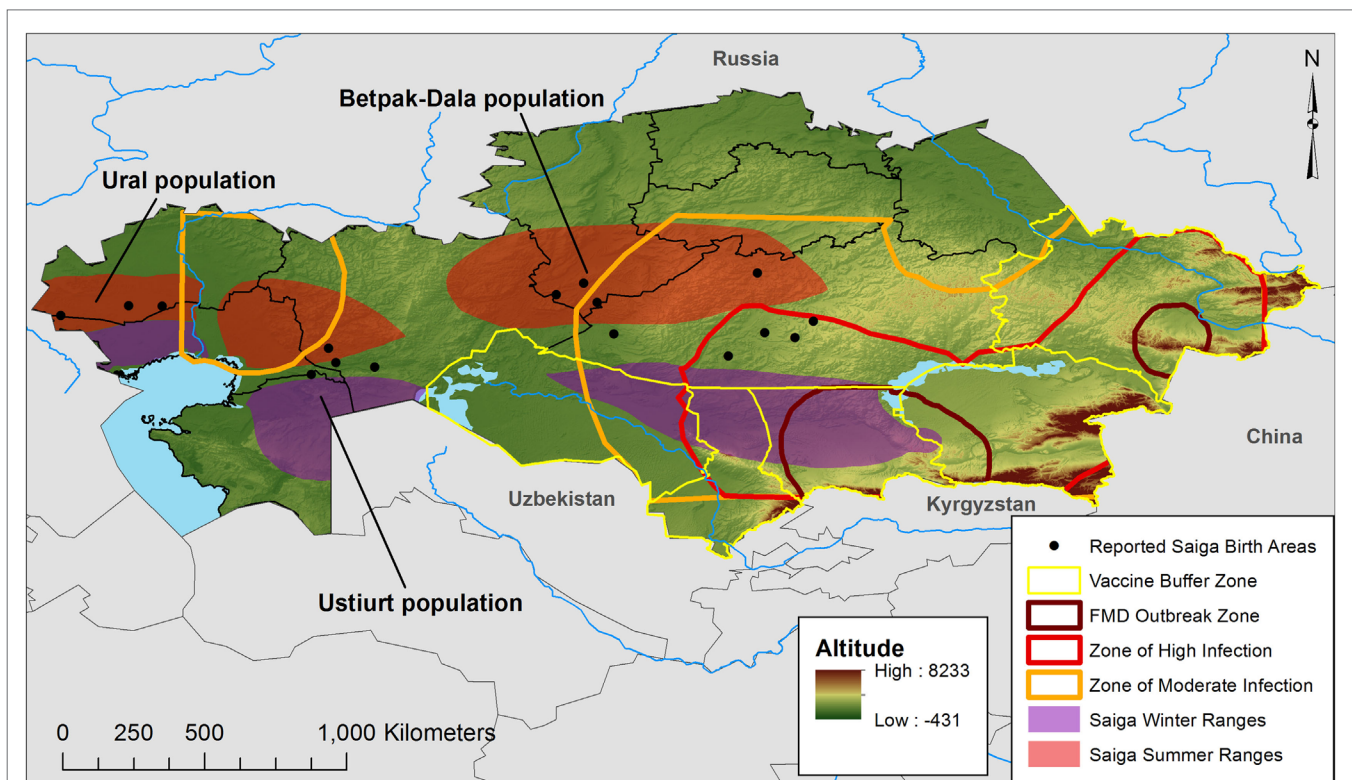 Russia
N
Betpak-Dala population
Ural population
China
Uzbekistan
Kyrgyzstan
Ustiurt population
Reported Saiga Birth Areas
Vaccine Buffer Zone
FMD Outbreak Zone
Zone of High Infection
Zone of Moderate Infection
Saiga Winter Ranges
Saiga Summer Ranges
Altitude
High : 8233
Low : -431
0 250 500 1,000 Kilometers